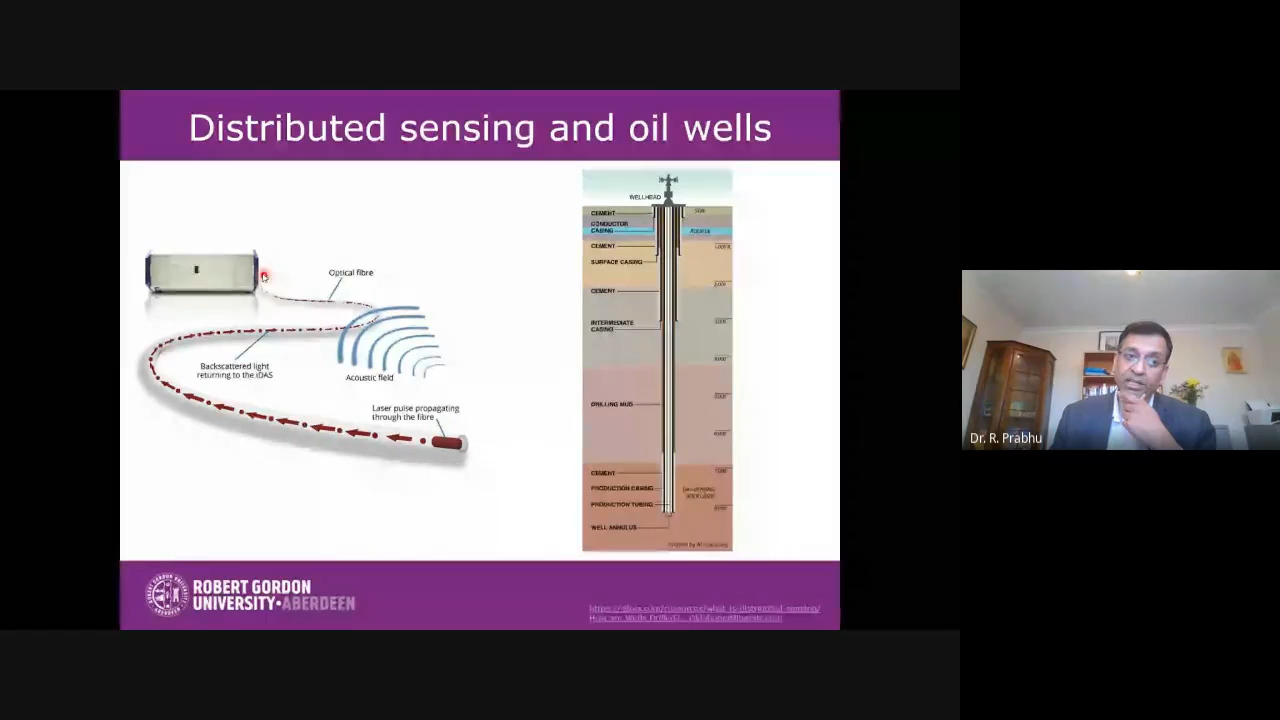 Distributed sensing and oil wells
Optical fibre
Backscattered light
returning to the iDAS
Acoustic field
Laser pulse propagating
through the fibre
WELLHEAD
CEMENT
CONDUCTOR
CASING
AQUIFER
CEMENT
SURFACE CASING
CEMENT
INTERMEDIATE
CASING
DRILLING MUD
CEMENT
PRODUCTION CASING
PRODUCTION TUBING
WELL ANNULUS
ROBERT GORDON
UNIVERSITY•ABERDEEN
Dr. R. Prabhu